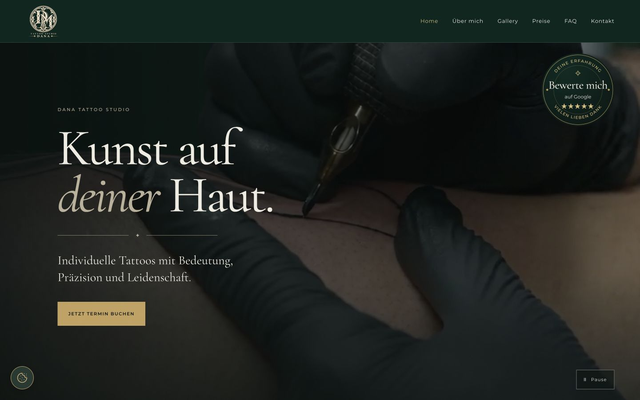 Home
Über mich
Gallery
Preise
FAQ
Kontakt
DEINE ERFAHRUNG
Bewerte mich
auf Google
VIELEN LIEBEN DANK
DANA TATTOO STUDIO
Kunst auf
deiner Haut.
Individuelle Tattoos mit Bedeutung,
Präzision und Leidenschaft.
JETZT TERMIN BUCHEN
Pause